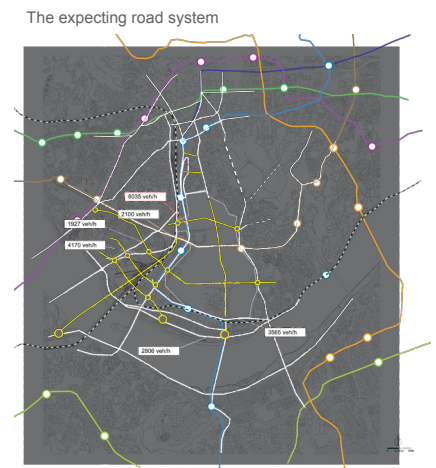 The expecting road system
8035 veh/h
2100 veh/h
1927 veh/h
4170 veh/h
3565 veh/h
2806 veh/h